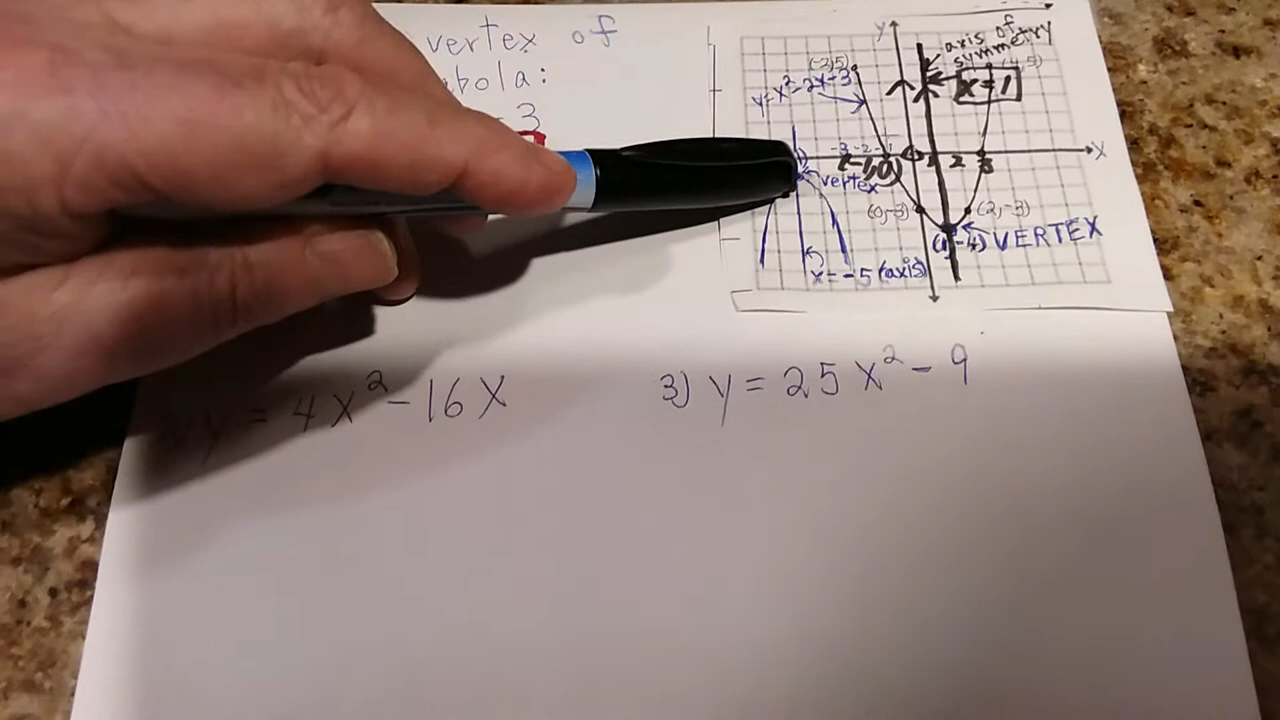 vertex of
bola:
3
y
axis of
symmetry
(-2,5)
(4,5)
x=1
y=x²-2x-3
-3 -2 -1
1 2 3
x
(-1,0)
vertex
(0,-3)
(2,-3)
(1,-4) VERTEX
x=-5 (axis)
y = 4x² - 16x
3) y = 25x² - 9